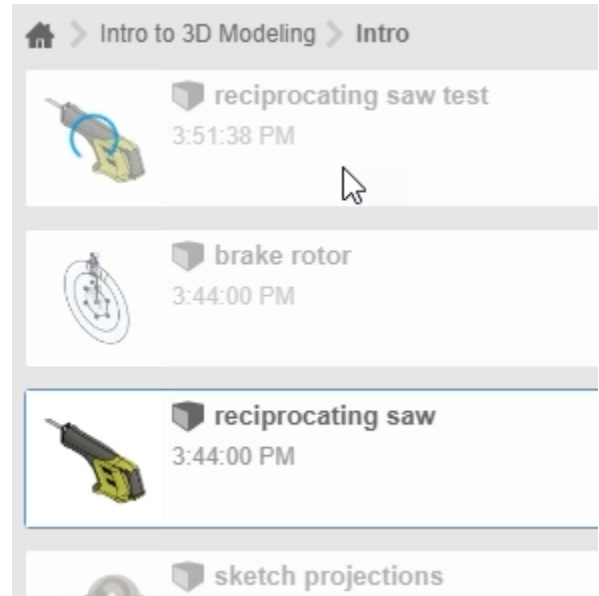 Intro to 3D Modeling > Intro
reciprocating saw test
3:51:38 PM
brake rotor
3:44:00 PM
reciprocating saw
3:44:00 PM
sketch projections